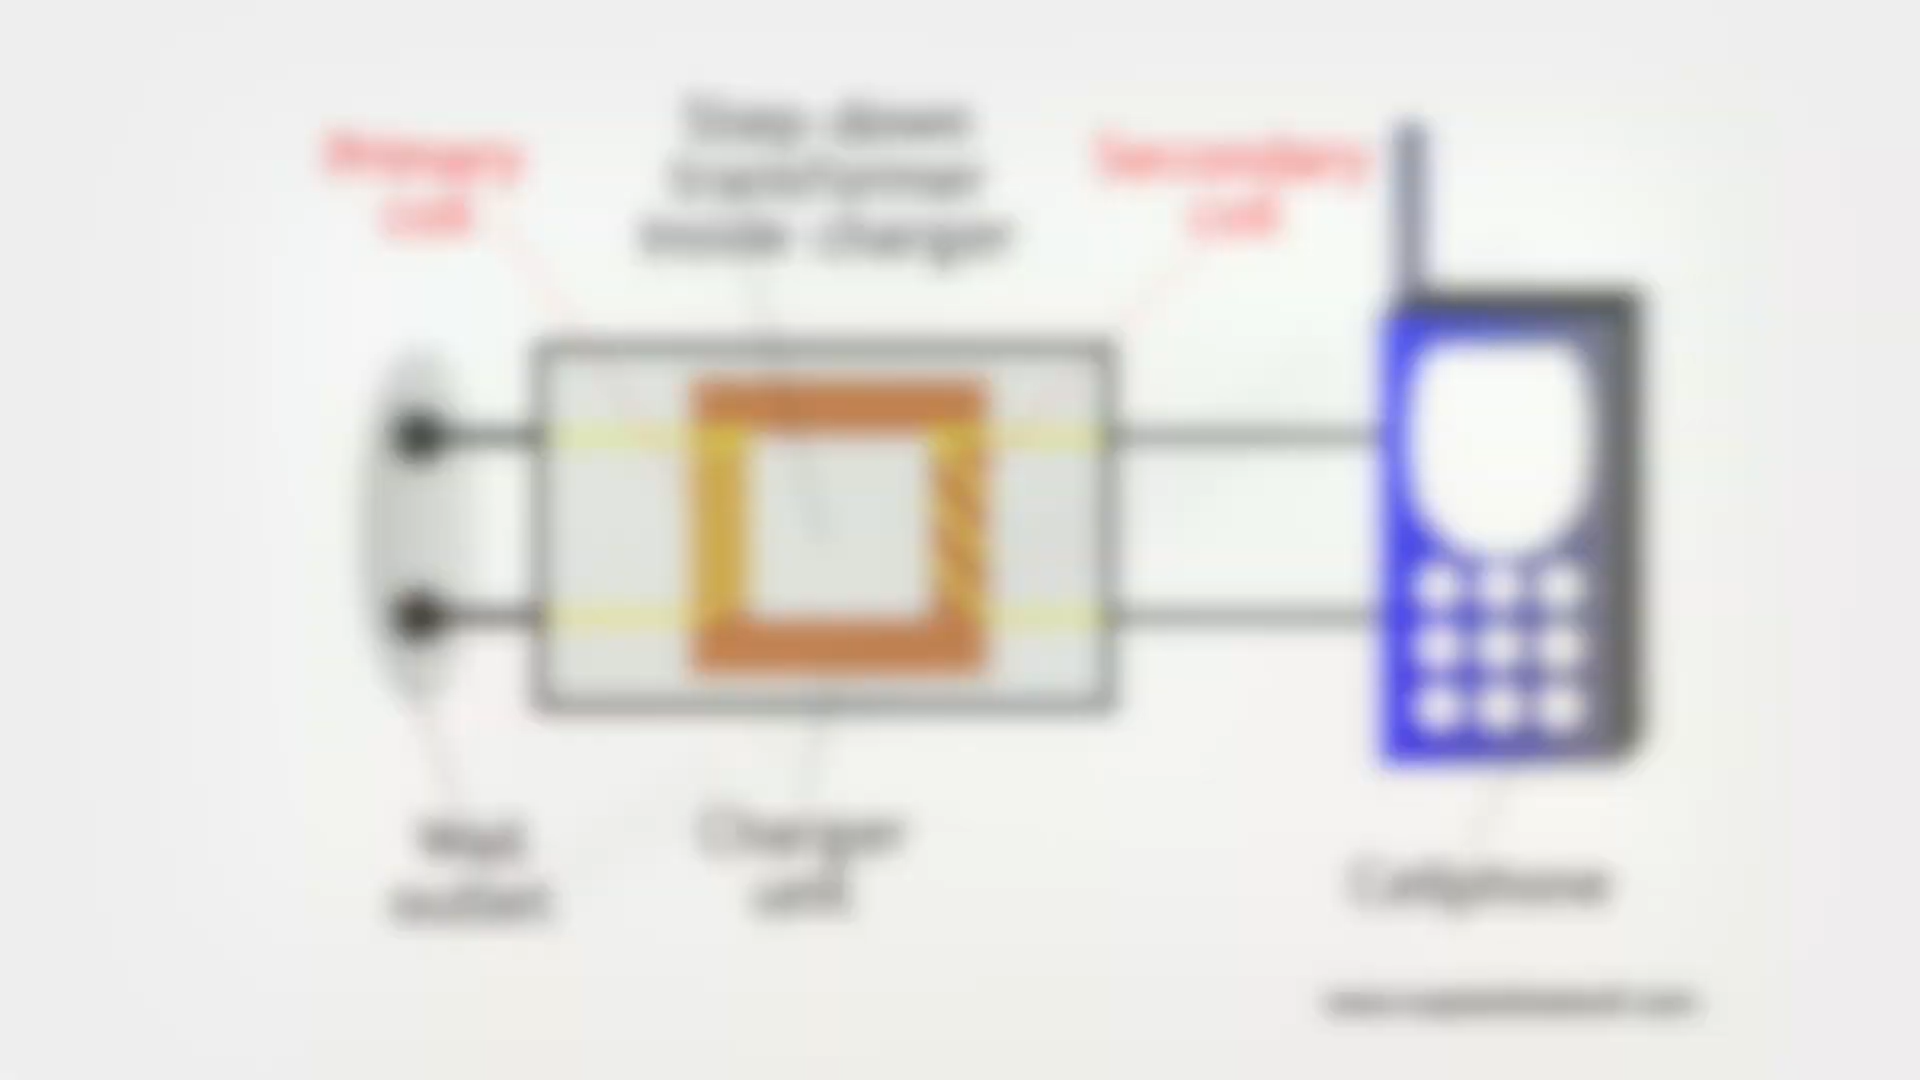 Step down
transformer
inside charger
Primary
coil
Secondary
coil
Wall
outlet
Charger
unit
Cellphone